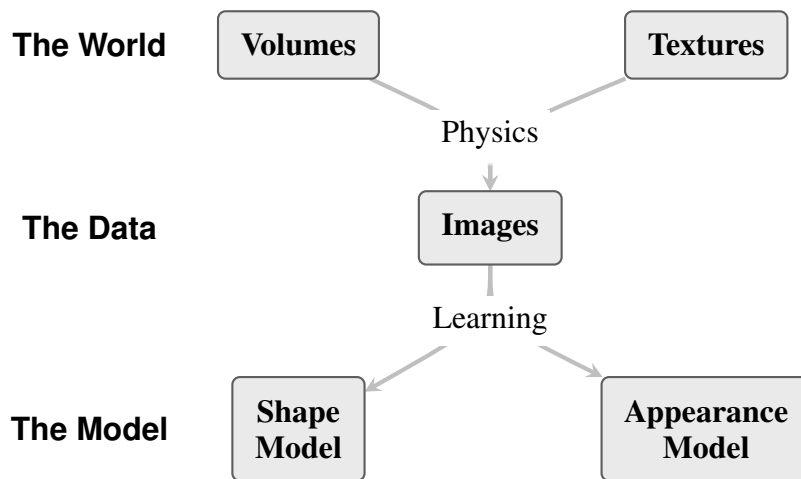 The World
Volumes
Textures
Physics
The Data
Images
Learning
The Model
Shape
Model
Appearance
Model